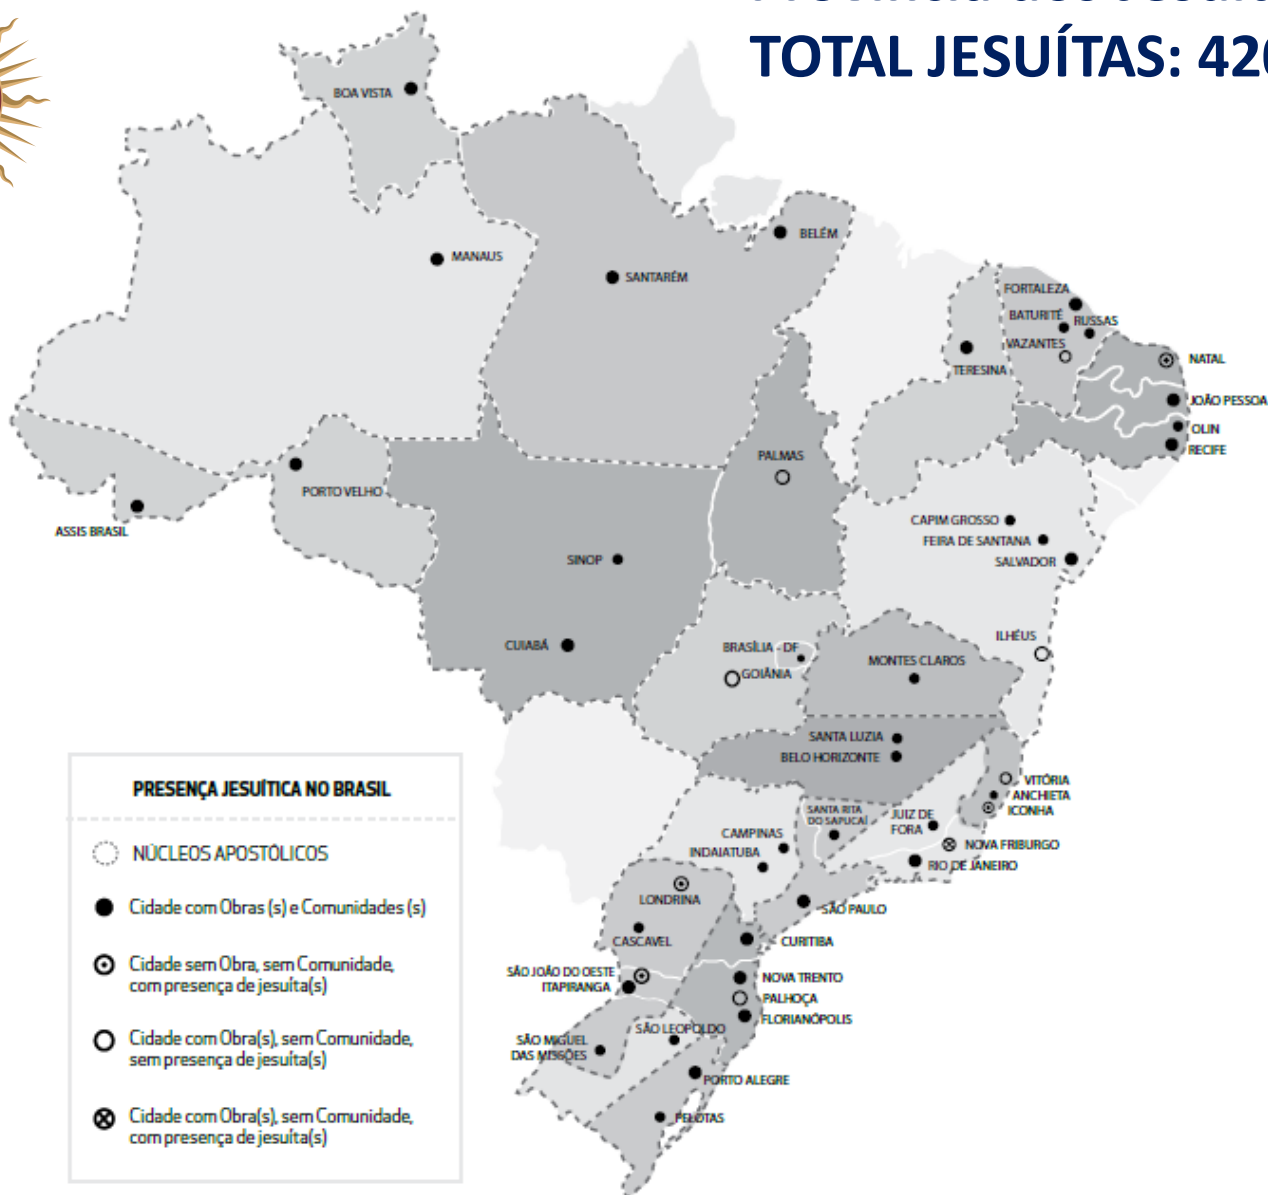 TOTAL JESUÍTAS: 420
BOA VISTA
MANAUS
SANTARÉM
BELÉM
FORTALEZA
BATURITÉ
RUSSAS
VAZANTES
TERESINA
NATAL
JOÃO PESSOA
OLIN
RECIFE
PALMAS
PORTO VELHO
ASSIS BRASIL
CAPIM GROSSO
FEIRA DE SANTANA
SALVADOR
SINOP
CUIABÁ
ILHÉUS
BRASÍLIA - DF
GOIÂNIA
MONTES CLAROS
SANTA LUZIA
BELO HORIZONTE
VITÓRIA
ANCHIETA
ICONHA
SANTA RITA
DO SAPUCAÍ
JUIZ DE
FORA
NOVA FRIBURGO
RIO DE JANEIRO
CAMPINAS
INDAIATUBA
LONDRINA
SÃO PAULO
CASCAVEL
CURITIBA
SÃO JOÃO DO OESTE
ITAPIRANGA
NOVA TRENTO
PALHOÇA
FLORIANÓPOLIS
SÃO LEOPOLDO
SÃO MIGUEL
DAS MISSÕES
PORTO ALEGRE
PELOTAS
PRESENÇA JESUÍTICA NO BRASIL
NÚCLEOS APOSTÓLICOS
Cidade com Obras (s) e Comunidades (s)
Cidade sem Obra, sem Comunidade,
com presença de jesuíta(s)
Cidade com Obra(s), sem Comunidade,
sem presença de jesuíta(s)
Cidade com Obra(s), sem Comunidade,
com presença de jesuíta(s)